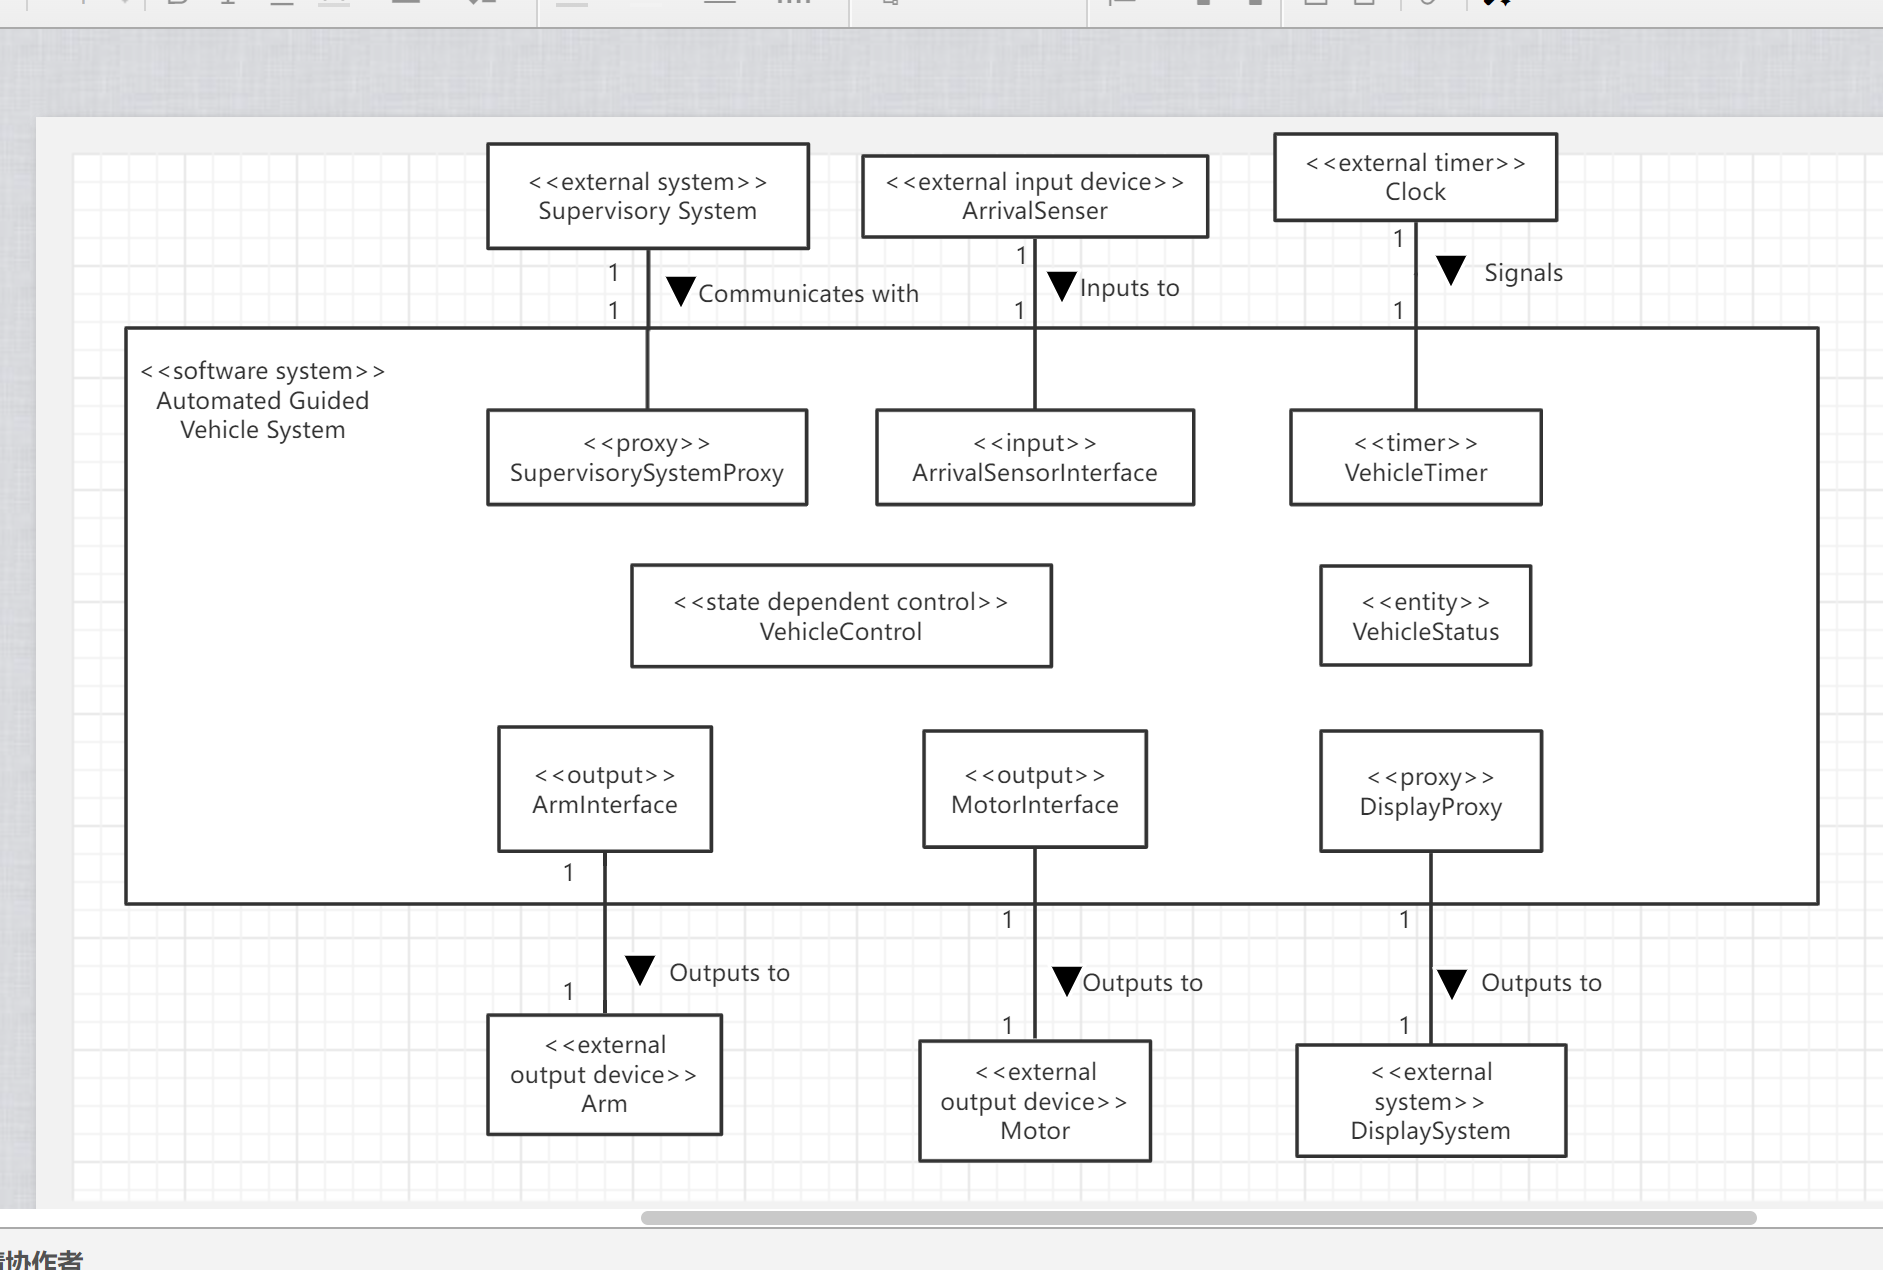 <<external system>>
Supervisory System
<<external input device>>
ArrivalSenser
<<external timer>>
Clock
1
1
Communicates with
1
1
Inputs to
1
1
Signals
<<software system>>
Automated Guided
Vehicle System
<<proxy>>
SupervisorySystemProxy
<<input>>
ArrivalSensorInterface
<<timer>>
VehicleTimer
<<state dependent control>>
VehicleControl
<<entity>>
VehicleStatus
<<output>>
ArmInterface
<<output>>
MotorInterface
<<proxy>>
DisplayProxy
1
1
Outputs to
1
1
Outputs to
1
1
Outputs to
<<external
output device>>
Arm
<<external
output device>>
Motor
<<external
system>>
DisplaySystem
协作者